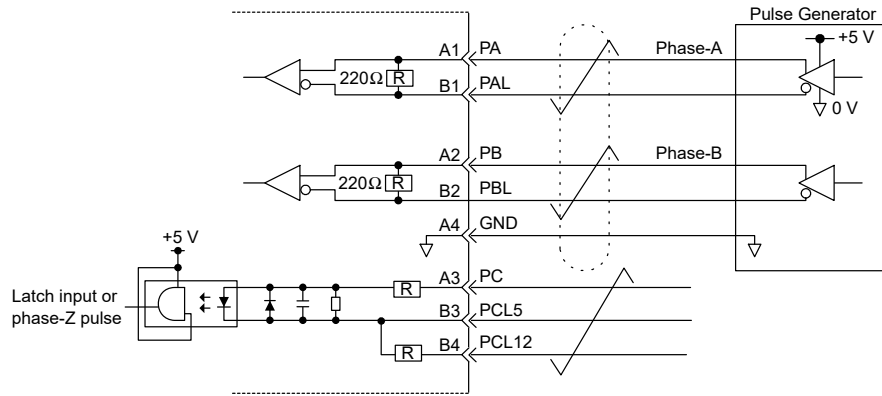 Pulse Generator
+5 V
A1 PA Phase-A
220Ω R
B1 PAL
0 V
A2 PB Phase-B
220Ω R
B2 PBL
A4 GND
+5 V
A3 PC
R
Latch input or
phase-Z pulse
B3 PCL5
B4 PCL12
R